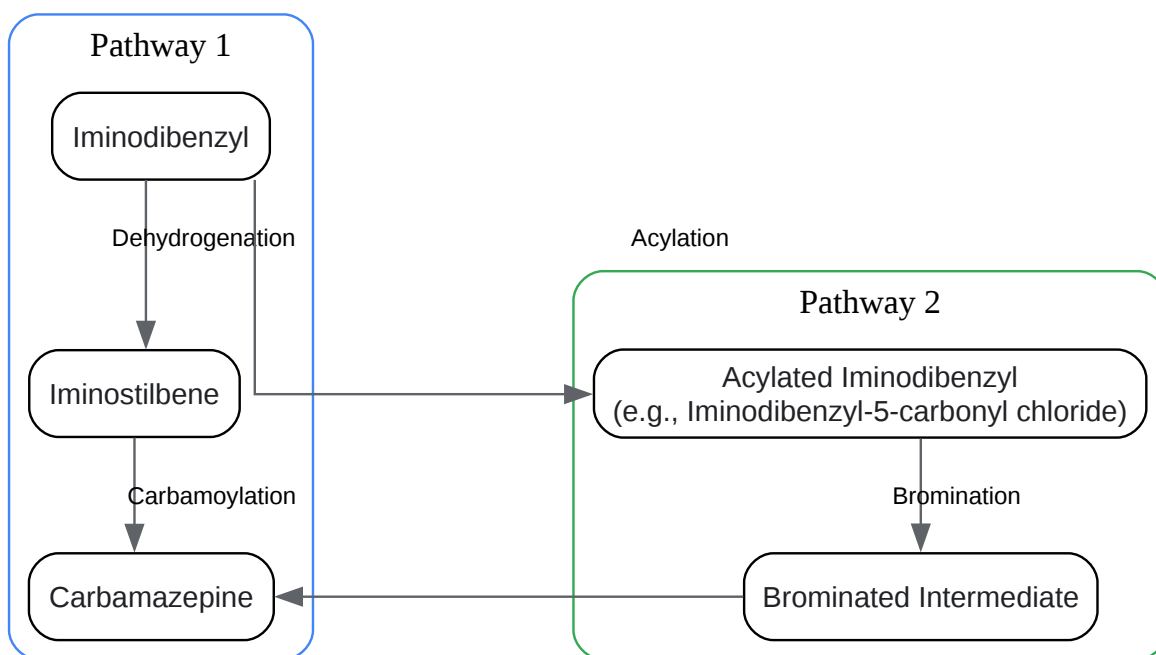 Pathway 1
Iminodibenzyl
Dehydrogenation
Acylation
Pathway 2
Iminostilbene
Acylated Iminodibenzyl
(e.g., Iminodibenzyl-5-carbonyl chloride)
Carbamoylation
Bromination
Carbamazepine
Brominated Intermediate